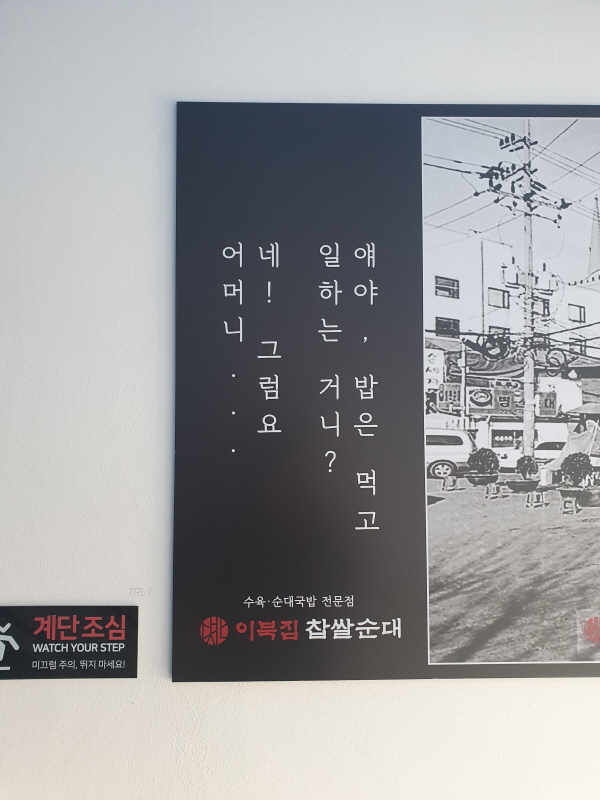 얘야, 밥은 먹고
일하는 거니?
네! 그럼요
어머니...
수육·순대국밥 전문점
이북집 찹쌀순대
계단조심
WATCH YOUR STEP
미끄럼 주의, 뛰지 마세요!